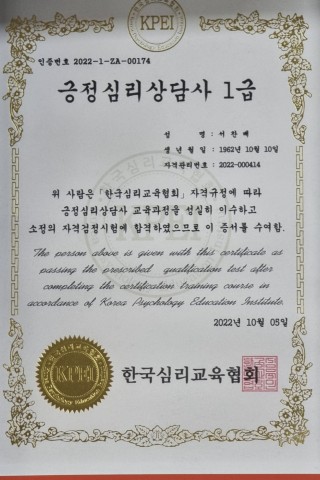 KPEI
인증번호 2022-1-ZA-00174
긍정심리상담사 1급
성 명 : 서찬례
생년월일 : 1962년 10월 10일
자격관리번호 : 2022-000414
위 사람은 「한국심리교육협회」 자격규정에 따라
긍정심리상담사 교육과정을 성실히 이수하고
소정의 자격검정시험에 합격하였으므로 이 증서를 수여함.
The person above is given with this certificate as
passing the prescribed qualification test after
completing the certification training course in
accordance of Korea Psychology Education Institute.
2022년 10월 05일
KPEI
한국심리교육협회